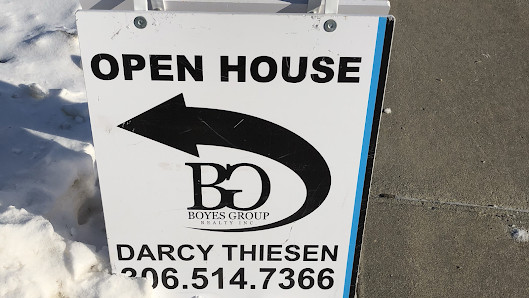 OPEN HOUSE
BG
BOYES GROUP
REALTY INC
DARCY THIESEN
306.514.7366